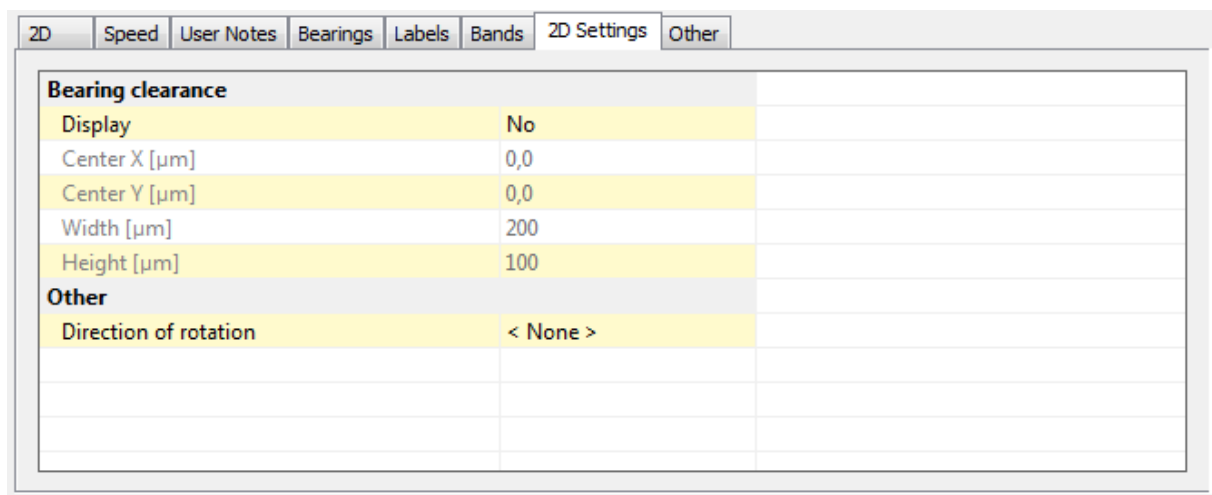 2D Speed User Notes Bearings Labels Bands 2D Settings Other
Bearing clearance
Display No
Center X [µm] 0,0
Center Y [µm] 0,0
Width [µm] 200
Height [µm] 100
Other
Direction of rotation < None >